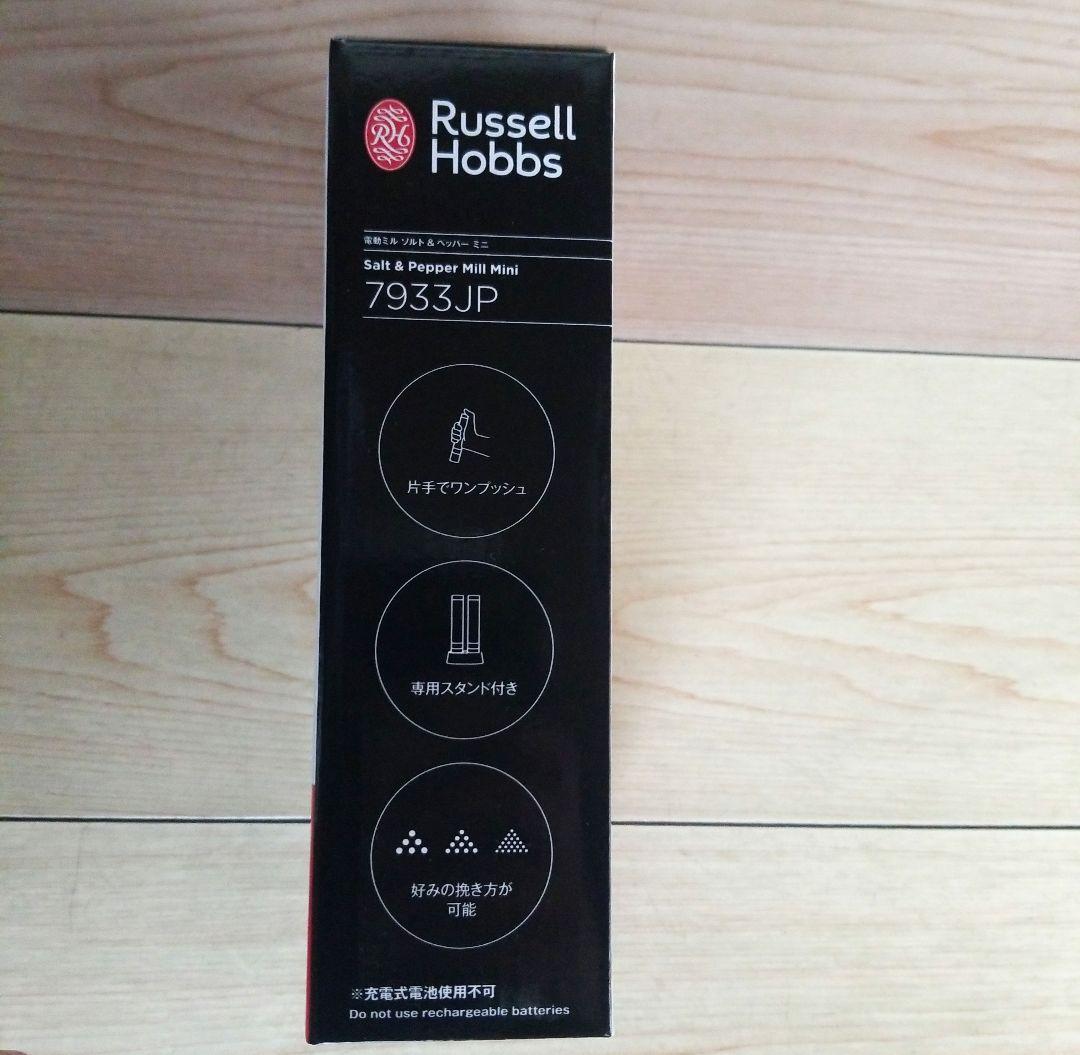 RH
Russell
Hobbs
電動ミル ソルト & ペッパー ミニ
Salt & Pepper Mill Mini
7933JP
片手でワンプッシュ
専用スタンド付き
好みの挽き方が
可能
※充電式電池使用不可
Do not use rechargeable batteries